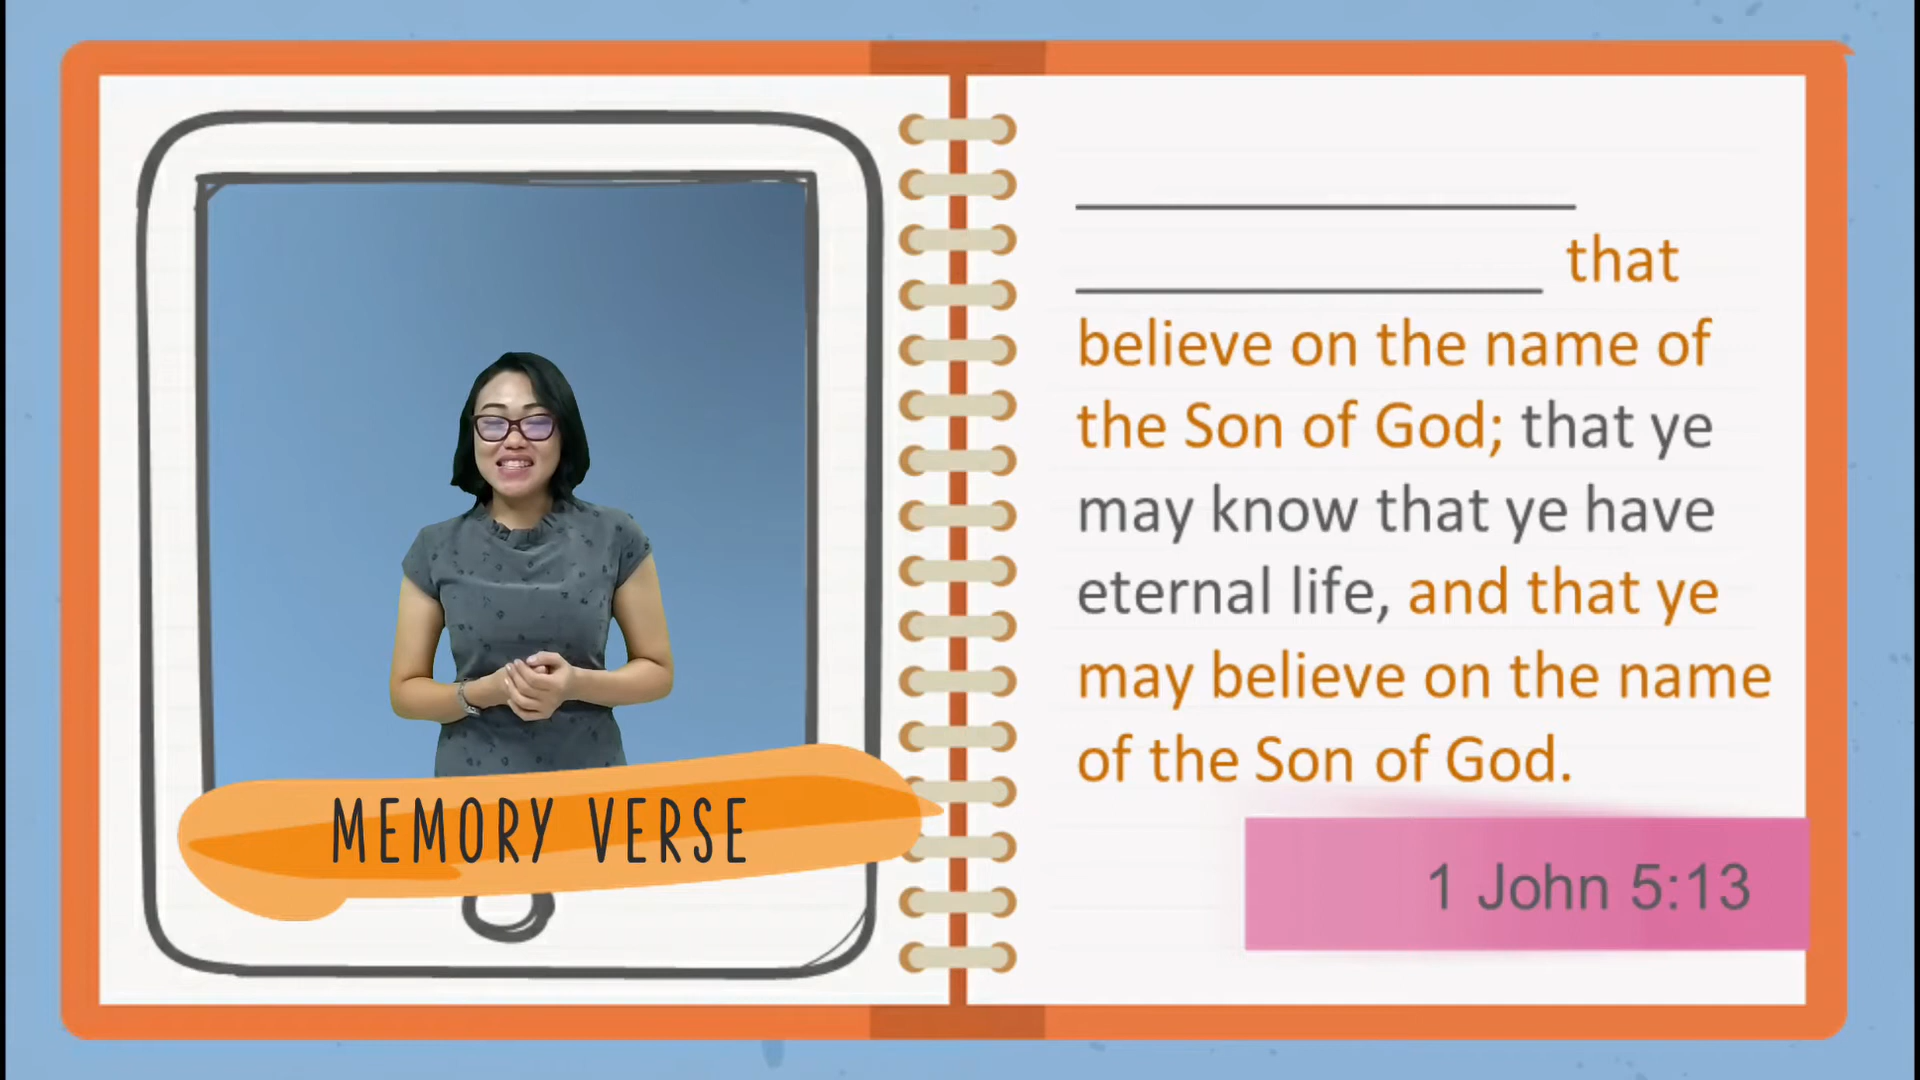 MEMORY VERSE
that
believe on the name of
the Son of God; that ye
may know that ye have
eternal life, and that ye
may believe on the name
of the Son of God.
1 John 5:13